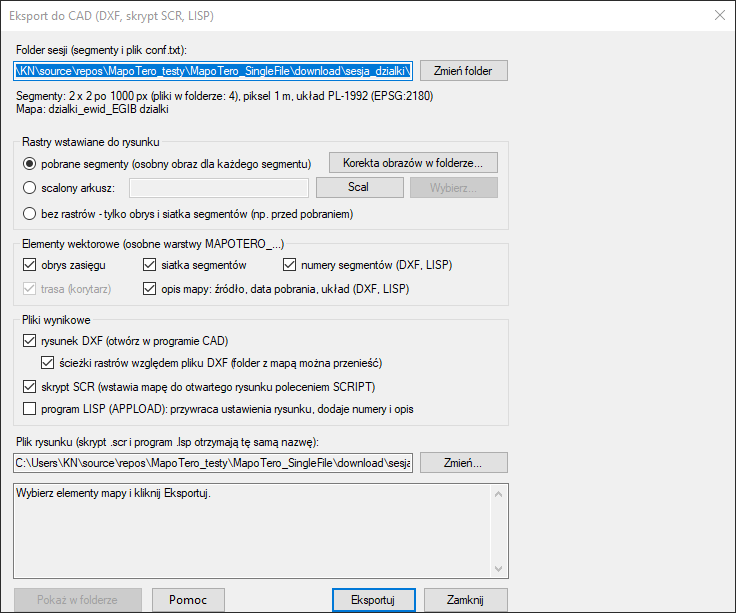 Eksport do CAD (DXF, skrypt SCR, LISP)
Folder sesji (segmenty i plik conf.txt):
\KN\source\repos\MapoTero_testy\MapoTero_SingleFile\download\sesja_dzialki\
Zmień folder
Segmenty: 2 x 2 po 1000 px (pliki w folderze: 4), piksel 1 m, układ PL-1992 (EPSG:2180)
Mapa: dzialki_ewid_EGIB dzialki
Rastry wstawiane do rysunku
pobrane segmenty (osobny obraz dla każdego segmentu)
Korekta obrazów w folderze...
scalony arkusz:
Scal
Wybierz...
bez rastrów - tylko obrys i siatka segmentów (np. przed pobraniem)
Elementy wektorowe (osobne warstwy MAPOTERO_...)
obrys zasięgu
siatka segmentów
numery segmentów (DXF, LISP)
trasa (korytarz)
opis mapy: źródło, data pobrania, układ (DXF, LISP)
Pliki wynikowe
rysunek DXF (otwórz w programie CAD)
ścieżki rastrów względem pliku DXF (folder z mapą można przenieść)
skrypt SCR (wstawia mapę do otwartego rysunku poleceniem SCRIPT)
program LISP (APPLOAD): przywraca ustawienia rysunku, dodaje numery i opis
Plik rysunku (skrypt .scr i program .lsp otrzymają tę samą nazwę):
C:\Users\KN\source\repos\MapoTero_testy\MapoTero_SingleFile\download\sesja
Zmień...
Wybierz elementy mapy i kliknij Eksportuj.
Pokaż w folderze
Pomoc
Eksportuj
Zamknij